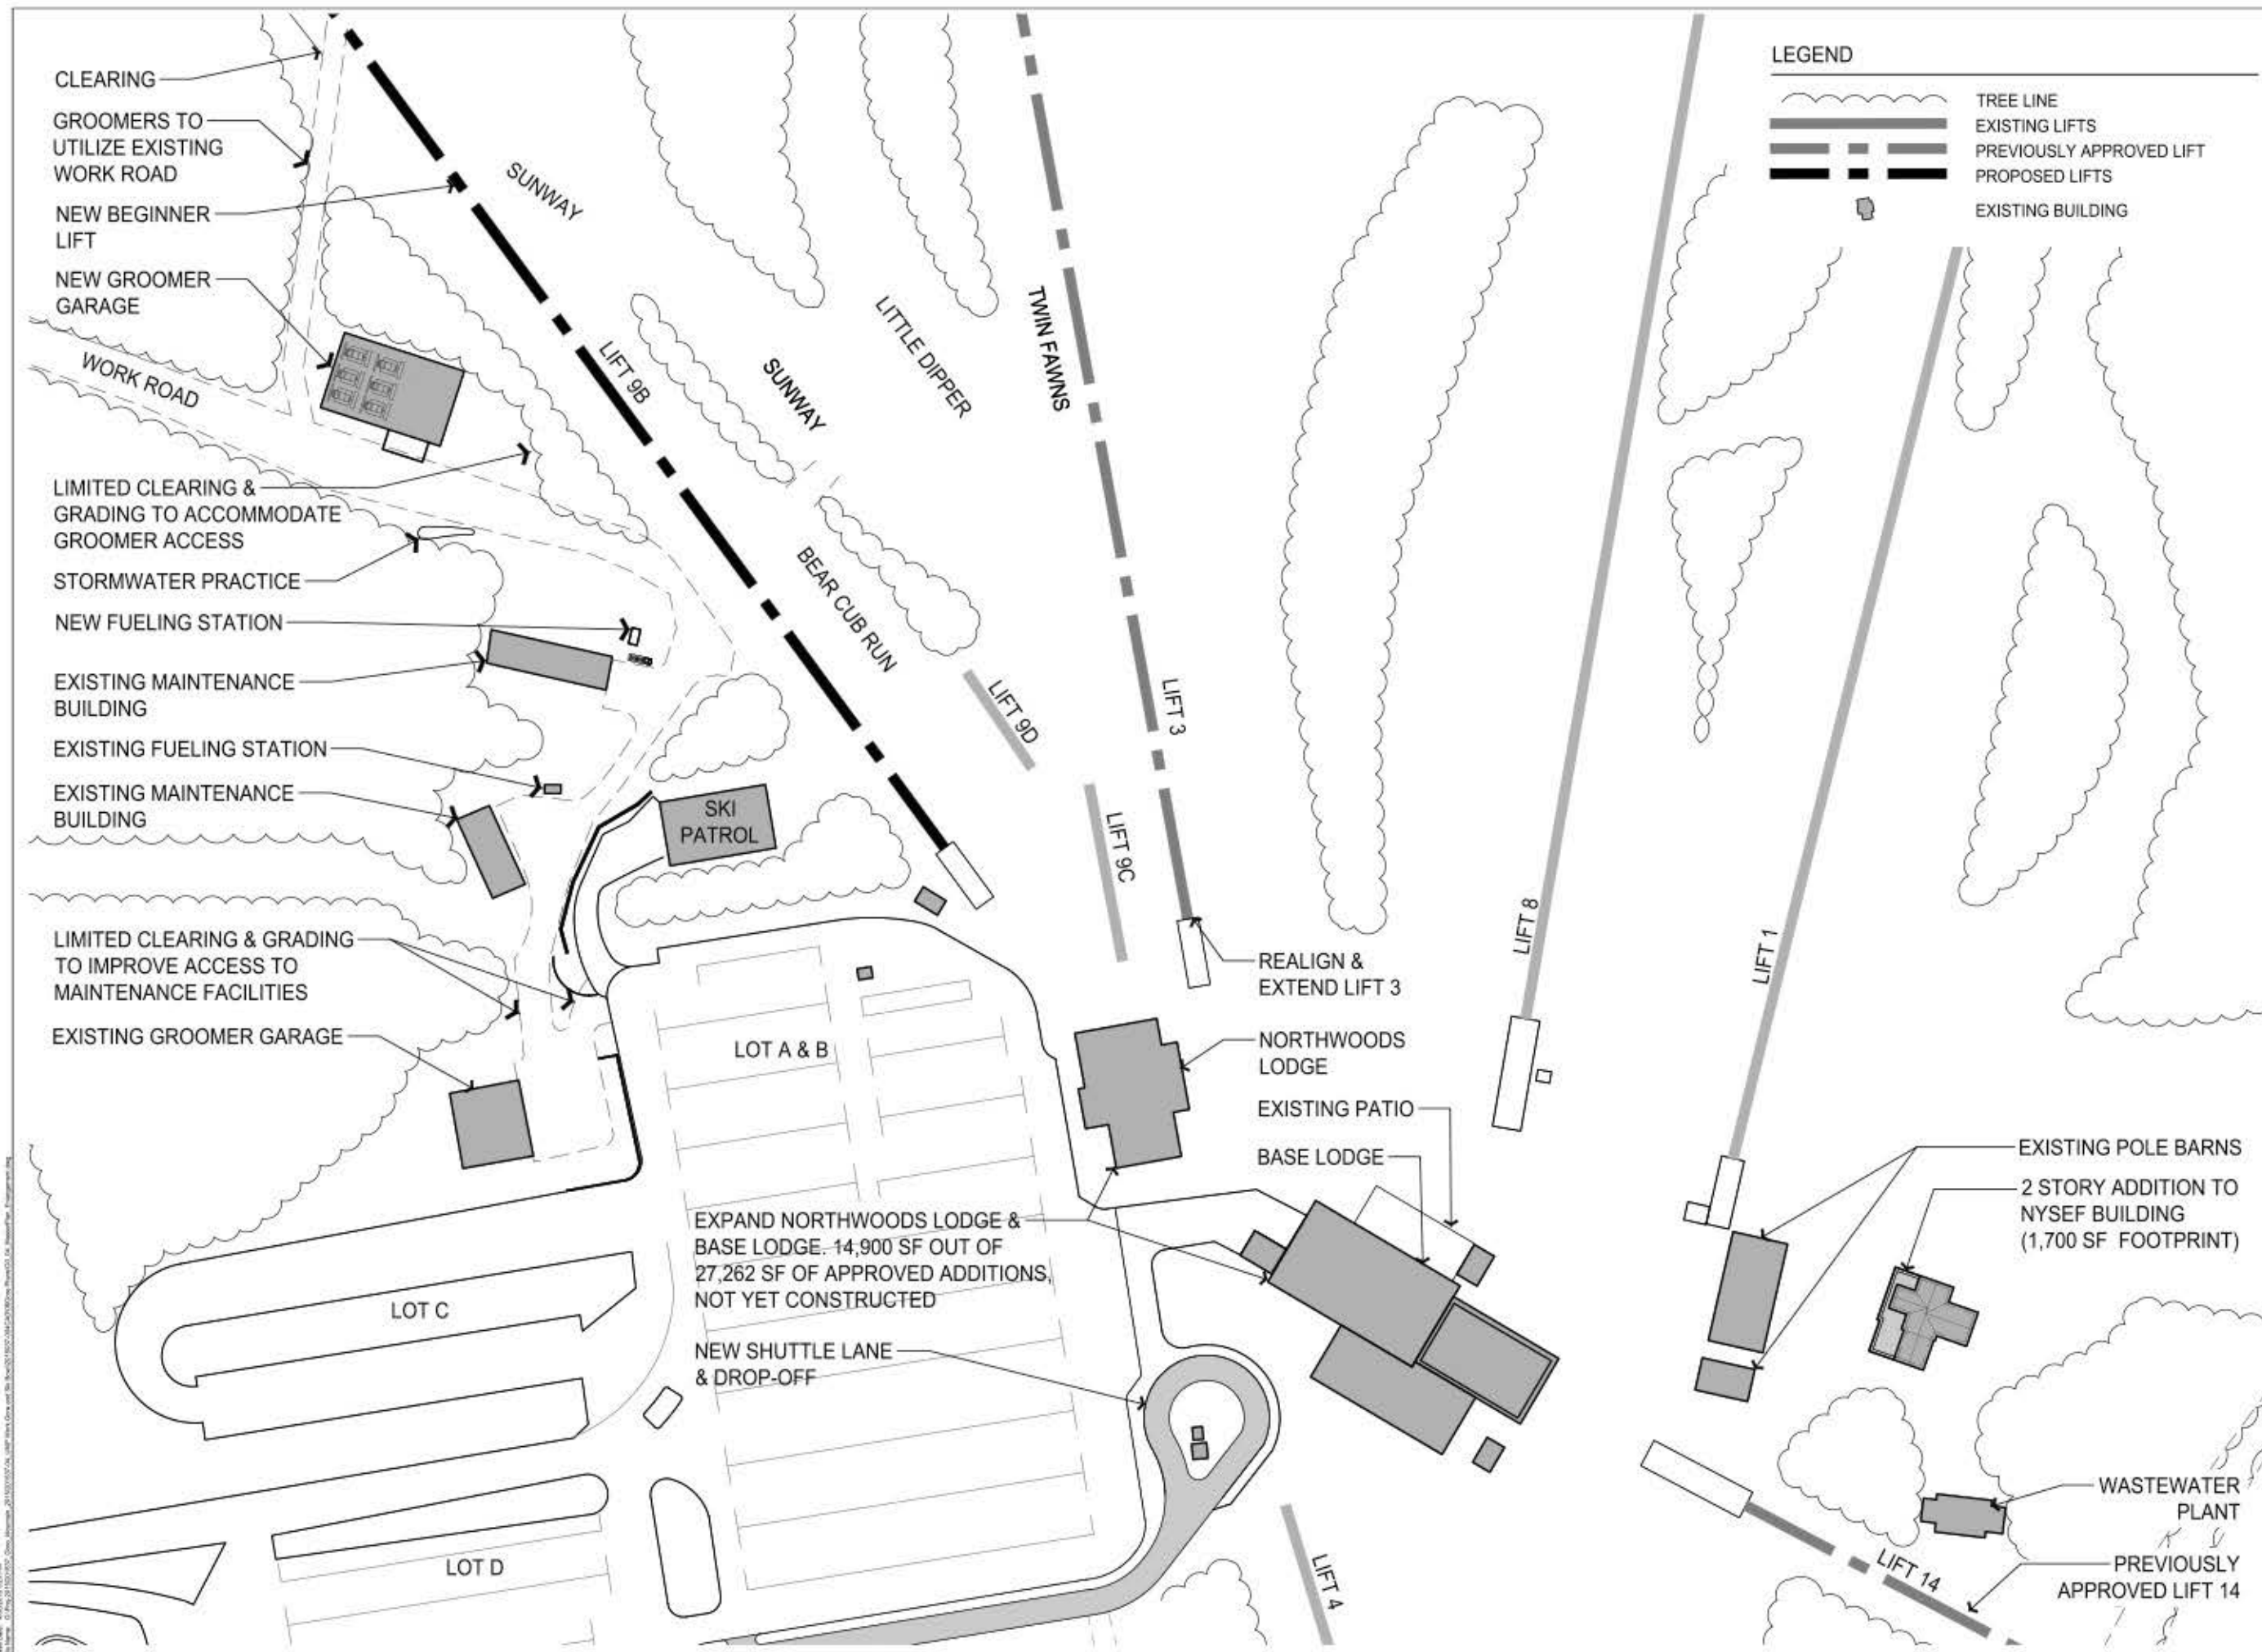 CLEARING
GROOMERS TO
UTILIZE EXISTING
WORK ROAD
NEW BEGINNER
LIFT
NEW GROOMER
GARAGE
WORK ROAD
LIMITED CLEARING &
GRADING TO ACCOMMODATE
GROOMER ACCESS
STORMWATER PRACTICE
NEW FUELING STATION
EXISTING MAINTENANCE
BUILDING
EXISTING FUELING STATION
EXISTING MAINTENANCE
BUILDING
LIMITED CLEARING & GRADING
TO IMPROVE ACCESS TO
MAINTENANCE FACILITIES
EXISTING GROOMER GARAGE
SUNWAY
LIFT 9B
SUNWAY
LITTLE DIPPER
TWIN FAWNS
BEAR CUB RUN
LIFT 9D
LIFT 3
LIFT 9C
SKI
PATROL
LIFT 8
LIFT 1
LEGEND
TREE LINE
EXISTING LIFTS
PREVIOUSLY APPROVED LIFT
PROPOSED LIFTS
EXISTING BUILDING
REALIGN &
EXTEND LIFT 3
NORTHWOODS
LODGE
EXISTING PATIO
BASE LODGE
LOT A & B
EXPAND NORTHWOODS LODGE &
BASE LODGE. 14,900 SF OUT OF
27,262 SF OF APPROVED ADDITIONS,
NOT YET CONSTRUCTED
NEW SHUTTLE LANE
& DROP-OFF
LOT C
LOT D
EXISTING POLE BARNS
2 STORY ADDITION TO
NYSEF BUILDING
(1,700 SF FOOTPRINT)
WASTEWATER
PLANT
LIFT 14
PREVIOUSLY
APPROVED LIFT 14
LIFT 4